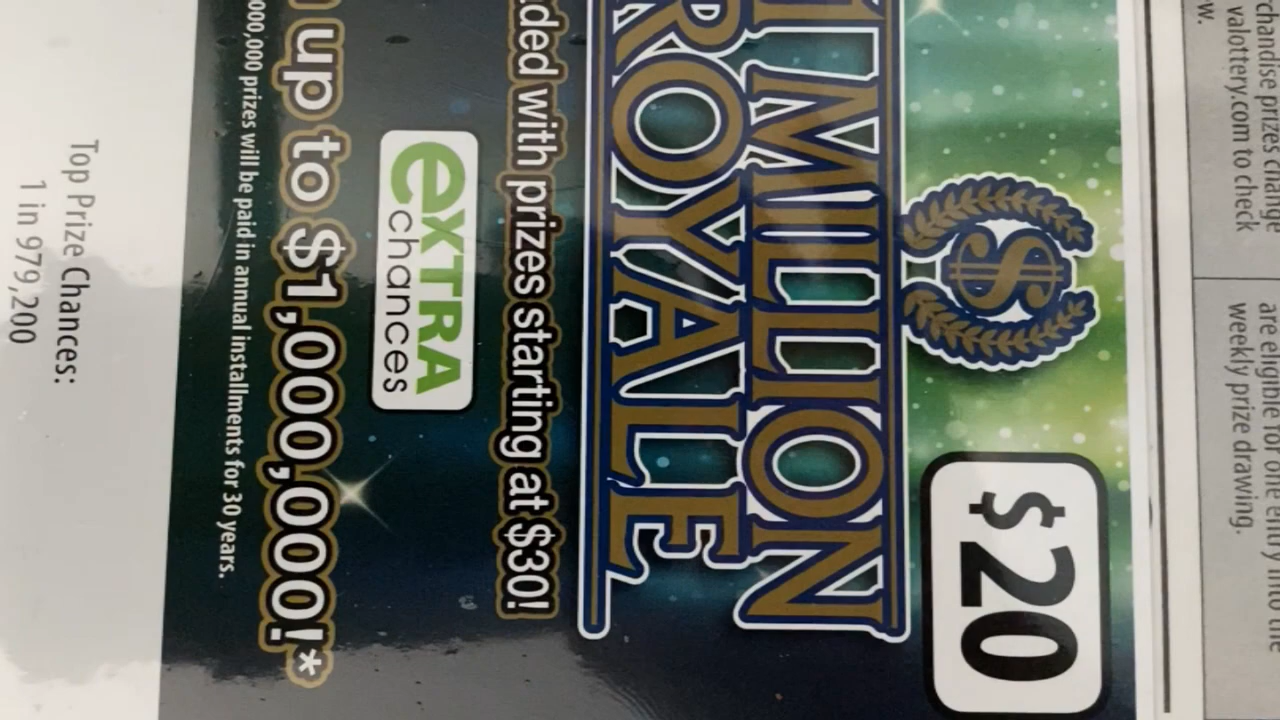 chandise prizes change
valottery.com to check
w.
are eligible for one entry into the
weekly prize drawing.
$
$20
MILLION
ROYALE
ded with prizes starting at $30!
eXTRA
chances
up to $1,000,000!*
000,000 prizes will be paid in annual installments for 30 years.
Top Prize Chances:
1 in 979,200